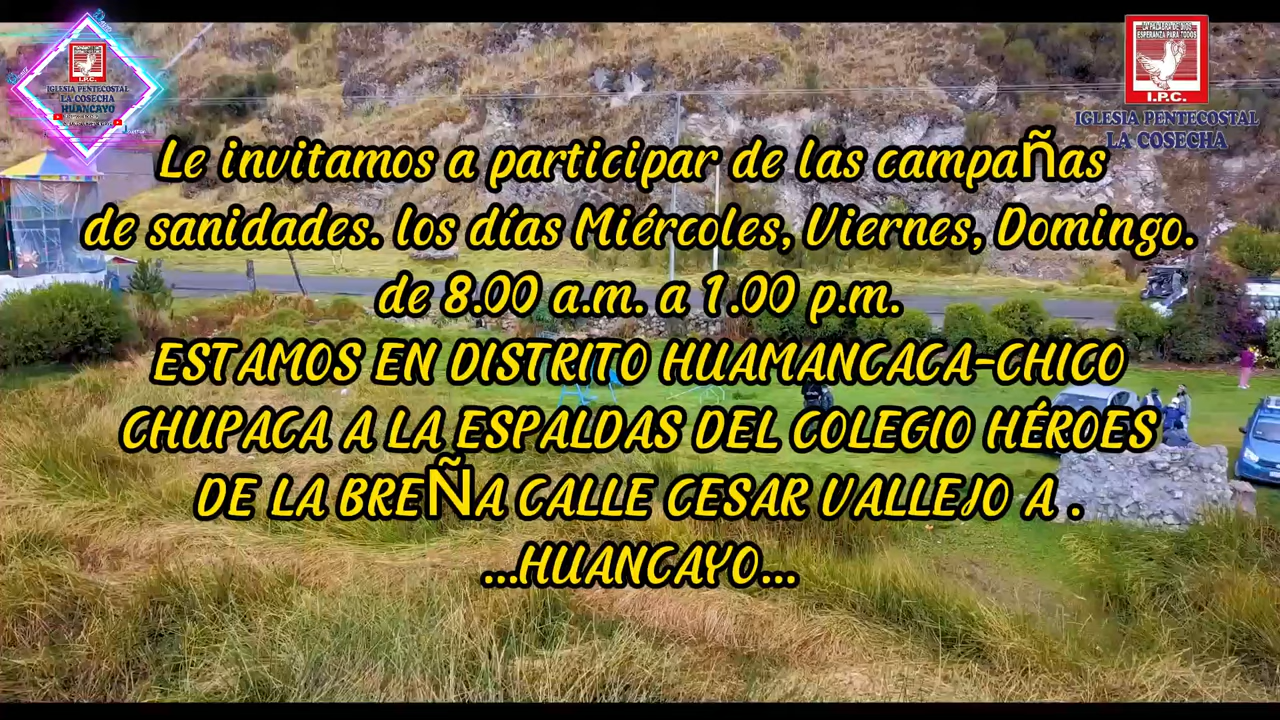 IGLESIA PENTECOSTAL
LA COSECHA
HUANCAYO
I.P.C.
ESPERANZA PARA TODOS
I.P.C.
IGLESIA PENTECOSTAL
LA COSECHA
Le invitamos a participar de las campañas
de sanidades. los días Miércoles, Viernes, Domingo.
de 8.00 a.m. a 1.00 p.m.
ESTAMOS EN DISTRITO HUAMANCACA-CHICO
CHUPACA A LA ESPALDAS DEL COLEGIO HÉROES
DE LA BREÑA CALLE CESAR VALLEJO A .
...HUANCAYO...